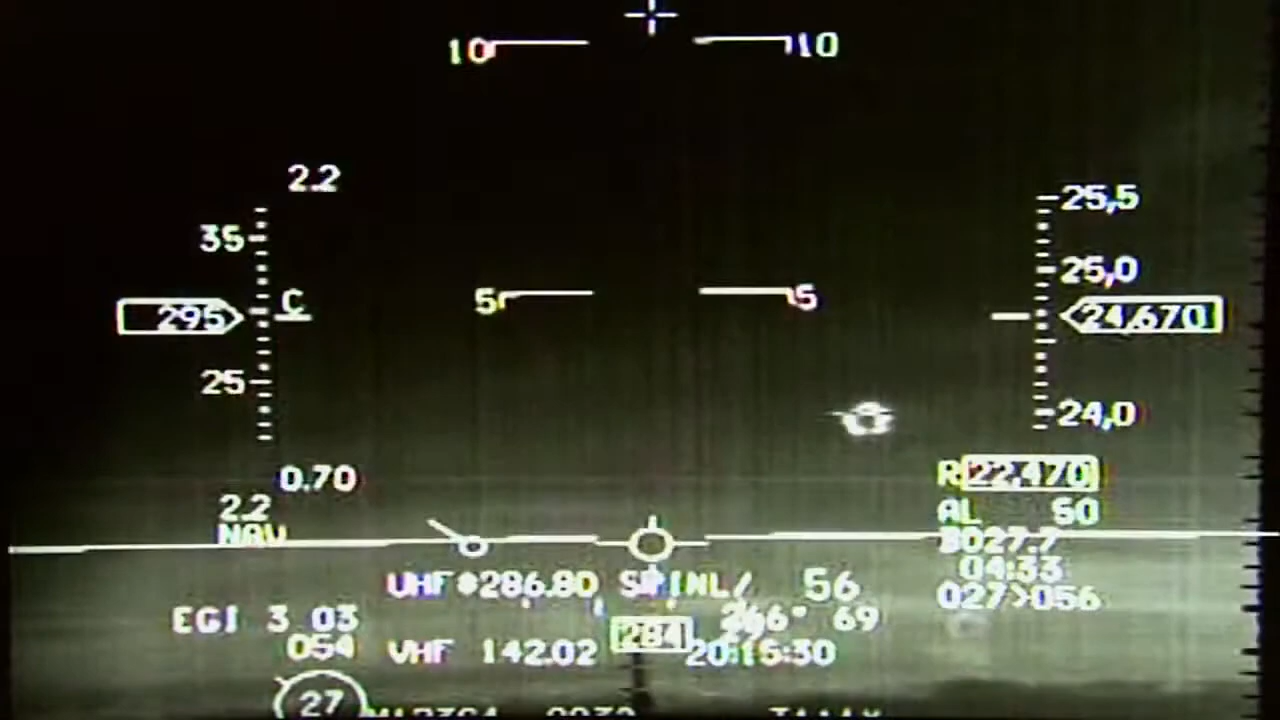 10 10
2.2
25,5
35
25,0
C
5 5
295
24,670
25
24,0
0.70
R 22,470
2.2
AL 50
NAV
B027.7
04:33
UHF 286.80 56
027>056
EGI 3 03
266° 69
284
054
VHF 142.02 20:15:30
27